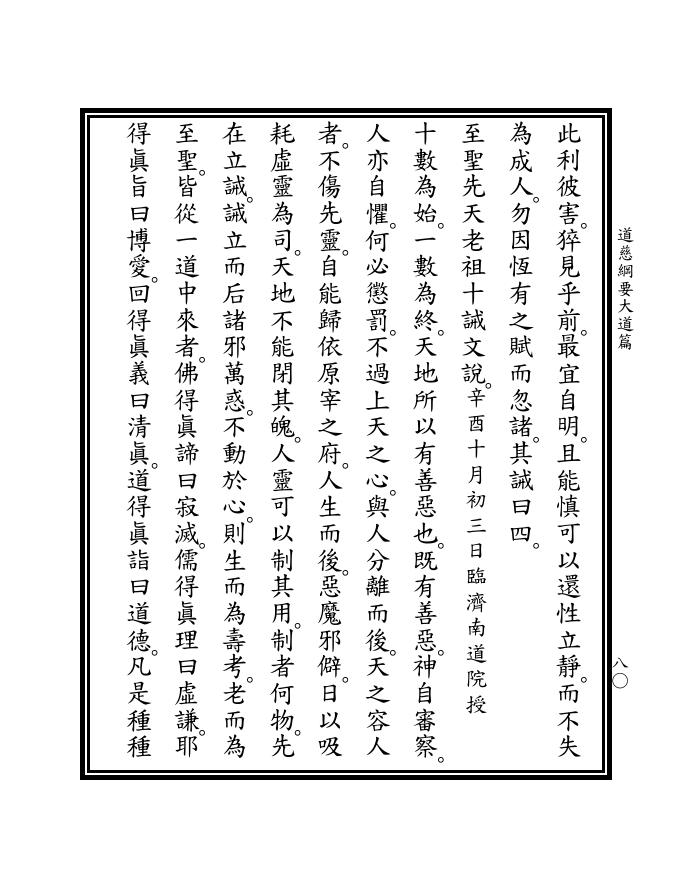 道慈綱要大道篇
八〇
此利彼害。猝見乎前。最宜自明。且能慎可以還性立靜。而不失
為成人。勿因恆有之賦而忽諸。其誡曰四。
至聖先天老祖十誡文說。辛酉十月初三日臨濟南道院授
十數為始。一數為終。天地所以有善惡也。既有善惡。神自審察。
人亦自懼。何必懲罰。不過上天之心。與人分離而後。天之容人
者。不傷先靈。自能歸依原宰之府。人生而後。惡魔邪僻。日以吸
耗虛靈為司。天地不能閉其魄。人靈可以制其用。制者何物。先
在立誡。誡立而后諸邪萬惑。不動於心。則生而為壽考。老而為
至聖。皆從一道中來者。佛得眞諦曰寂滅。儒得眞理曰虛謙。耶
得眞旨曰博愛。回得眞義曰清眞。道得眞詣曰道德。凡是種種